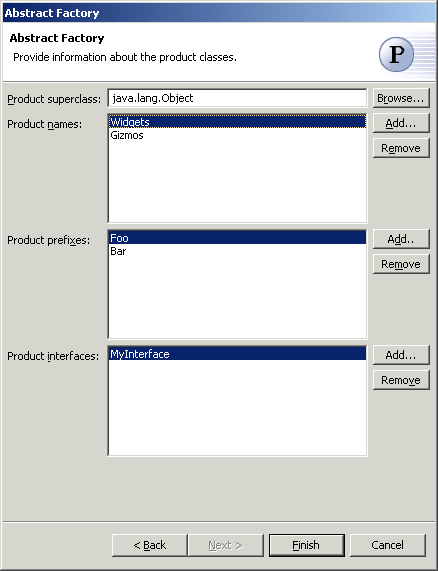 Abstract Factory
Abstract Factory
Provide information about the product classes.
P
Product superclass: java.lang.Object Browse...
Product names: Widgets Add...
Gizmos
Remove
Product prefixes: Foo Add..
Bar
Remove
Product interfaces: MyInterface Add...
Remove
< Back Next > Finish Cancel